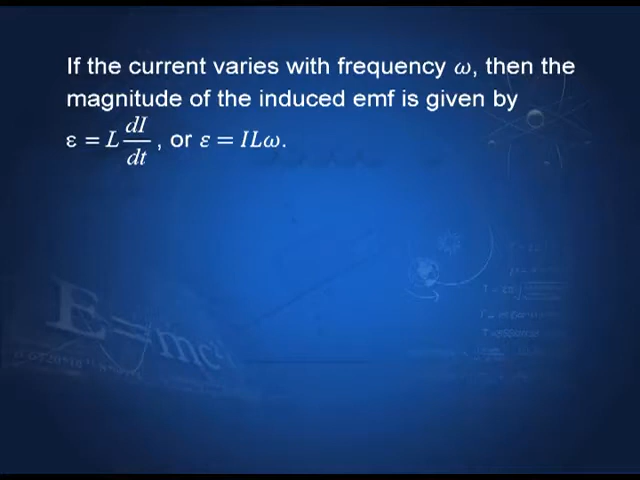 If the current varies with frequency ω, then the
magnitude of the induced emf is given by
ε = L dI/dt , or ε = ILω.
E=mc²